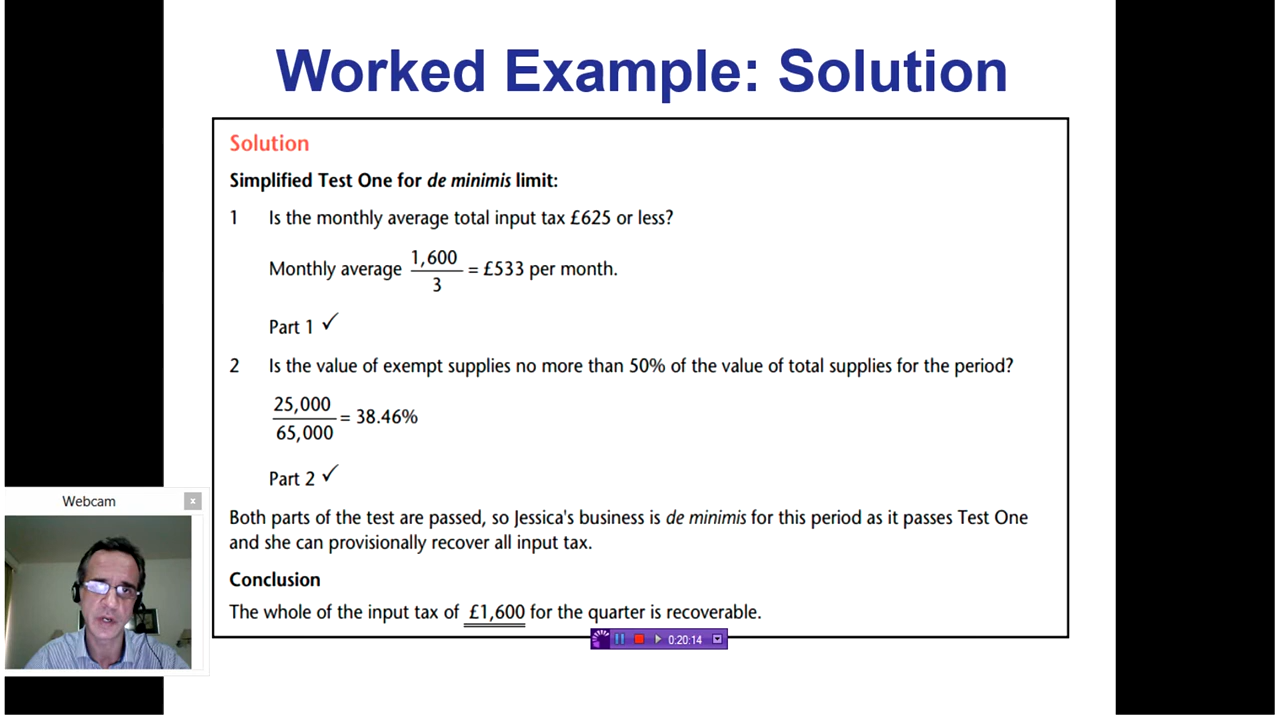 Worked Example: Solution
Solution
Simplified Test One for de minimis limit:
1 Is the monthly average total input tax £625 or less?
Monthly average 1,600 / 3 = £533 per month.
Part 1 ✓
2 Is the value of exempt supplies no more than 50% of the value of total supplies for the period?
25,000 / 65,000 = 38.46%
Part 2 ✓
Both parts of the test are passed, so Jessica's business is de minimis for this period as it passes Test One
and she can provisionally recover all input tax.
Conclusion
The whole of the input tax of £1,600 for the quarter is recoverable.
Webcam x
0:20:14